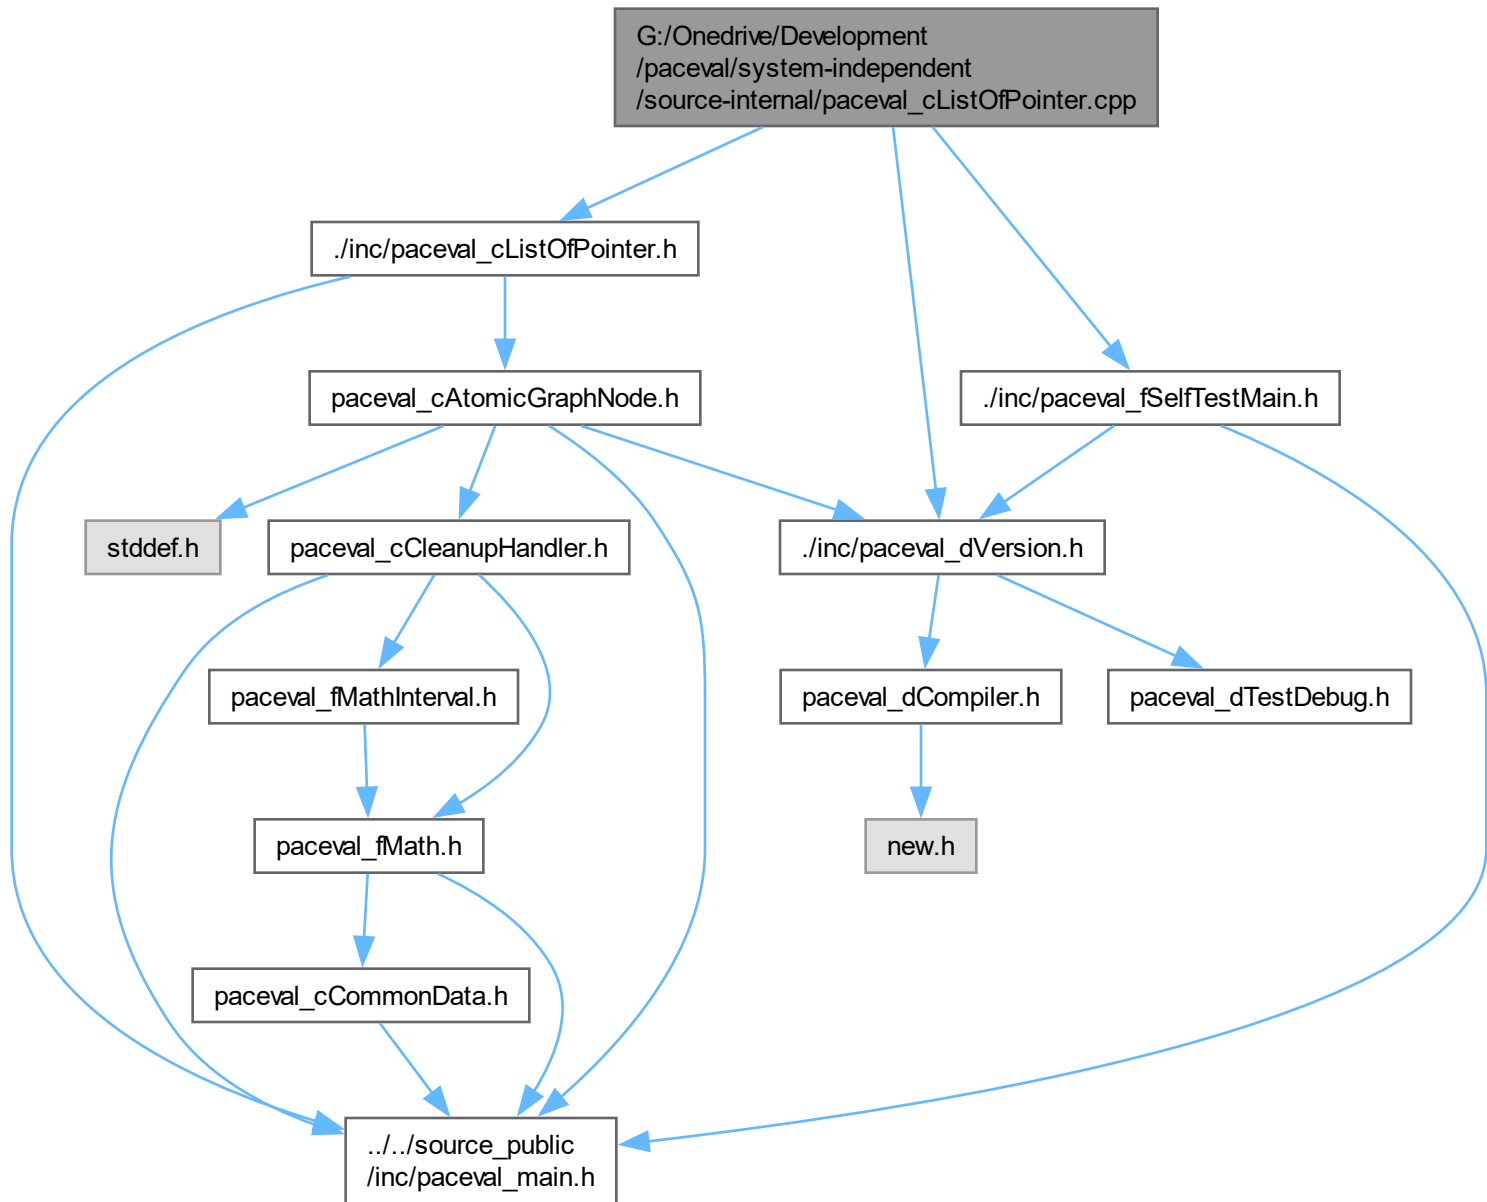 G:/Onedrive/Development
/paceval/system-independent
/source-internal/paceval_cListOfPointer.cpp
./inc/paceval_cListOfPointer.h
paceval_cAtomicGraphNode.h
./inc/paceval_fSelfTestMain.h
stddef.h
paceval_cCleanupHandler.h
./inc/paceval_dVersion.h
paceval_fMathInterval.h
paceval_dCompiler.h
paceval_dTestDebug.h
paceval_fMath.h
new.h
paceval_cCommonData.h
../../source_public
/inc/paceval_main.h